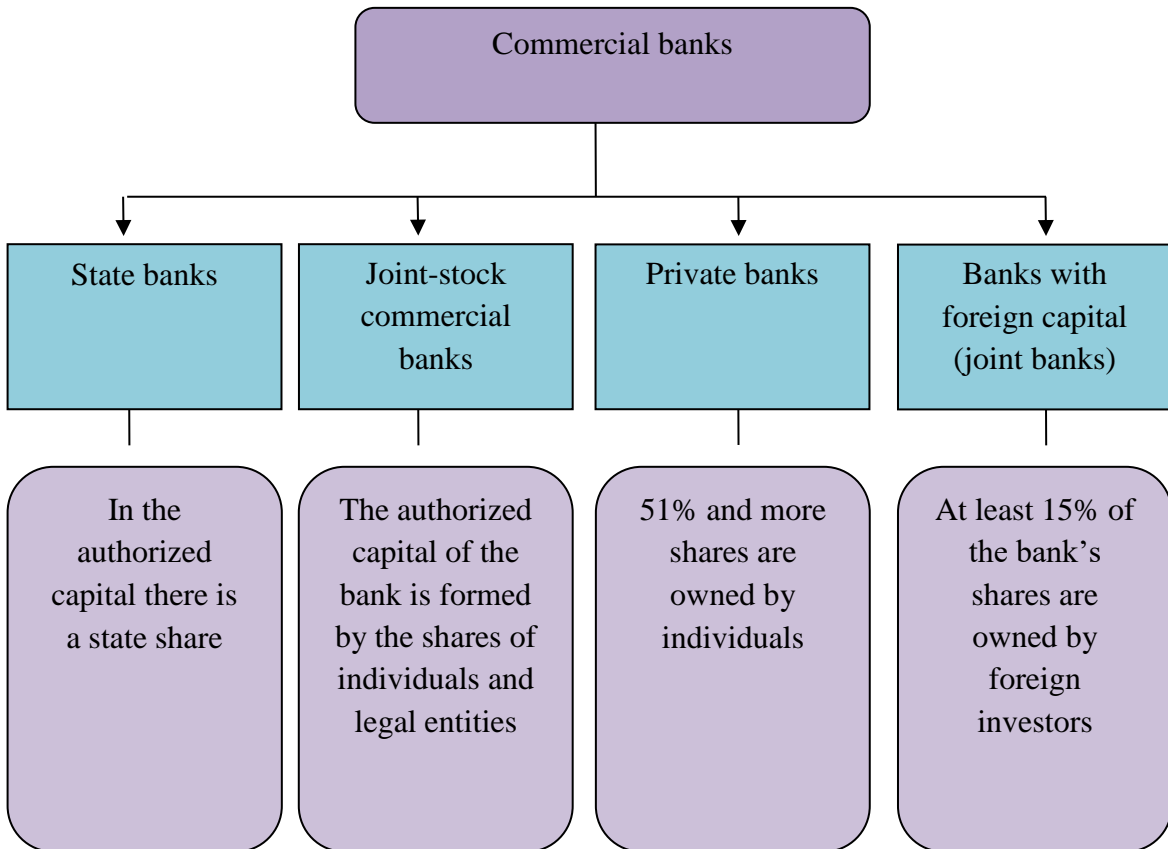 Commercial banks
State banks
Joint-stock
commercial
banks
Private banks
Banks with
foreign capital
(joint banks)
In the
authorized
capital there is
a state share
The authorized
capital of the
bank is formed
by the shares of
individuals and
legal entities
51% and more
shares are
owned by
individuals
At least 15% of
the bank’s
shares are
owned by
foreign
investors